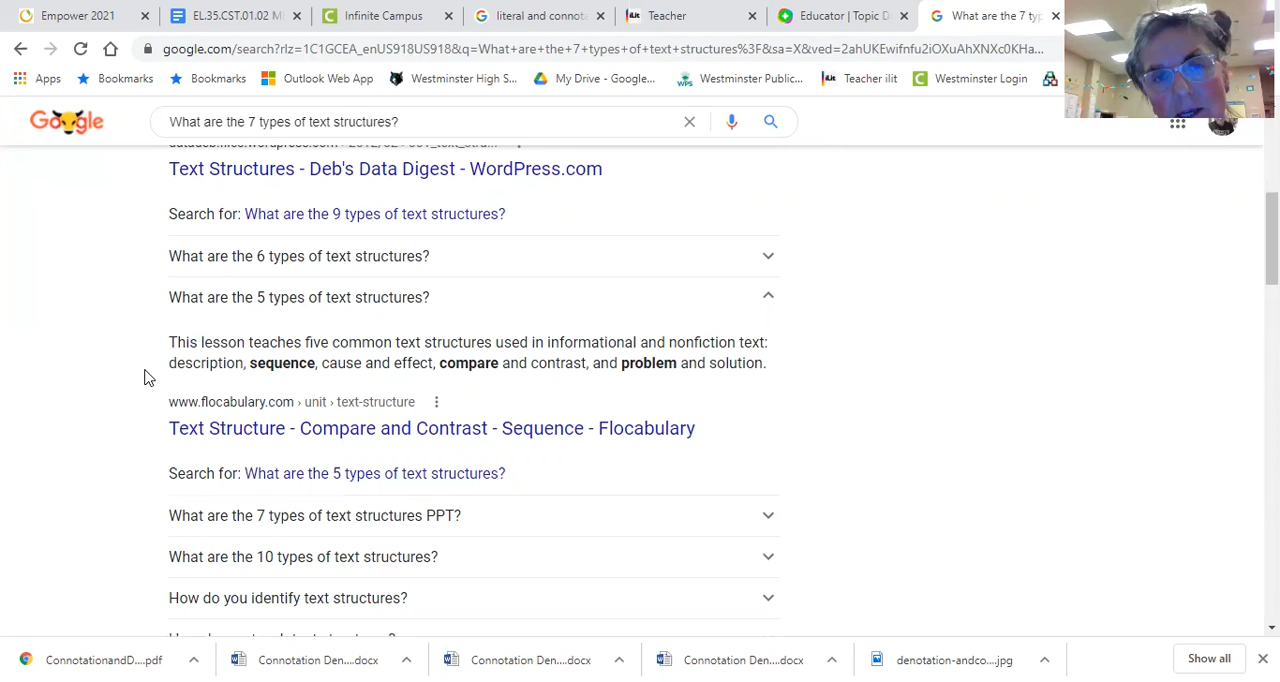 Empower 2021
EL.35.CST.01.02 M
Infinite Campus
literal and connota
iLit Teacher
Educator | Topic D
What are the 7 typ
google.com/search?rlz=1C1GCEA_enUS918US918&q=What+are+the+7+types+of+text+structures%3F&sa=X&ved=2ahUKEwifnfu2iOXuAhXNXc0KHa...
Apps
Bookmarks
Bookmarks
Outlook Web App
Westminster High S...
My Drive - Google...
WPS Westminster Public...
iLit Teacher ilit
Westminster Login
Google
What are the 7 types of text structures?
Text Structures - Deb's Data Digest - WordPress.com
Search for: What are the 9 types of text structures?
What are the 6 types of text structures?
What are the 5 types of text structures?
This lesson teaches five common text structures used in informational and nonfiction text:
description, sequence, cause and effect, compare and contrast, and problem and solution.
www.flocabulary.com › unit › text-structure
Text Structure - Compare and Contrast - Sequence - Flocabulary
Search for: What are the 5 types of text structures?
What are the 7 types of text structures PPT?
What are the 10 types of text structures?
How do you identify text structures?
ConnotationandD....pdf
Connotation Den....docx
Connotation Den....docx
Connotation Den....docx
denotation-andco....jpg
Show all